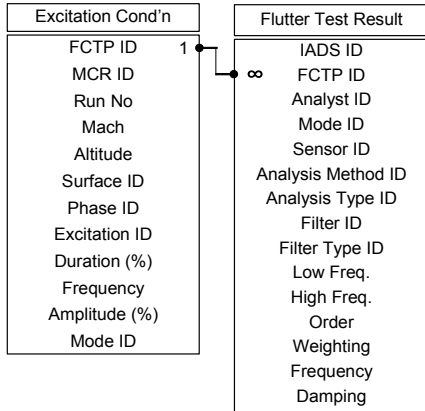 Excitation Cond'n
FCTP ID 1
MCR ID
Run No
Mach
Altitude
Surface ID
Phase ID
Excitation ID
Duration (%)
Frequency
Amplitude (%)
Mode ID
Flutter Test Result
IADS ID
∞ FCTP ID
Analyst ID
Mode ID
Sensor ID
Analysis Method ID
Analysis Type ID
Filter ID
Filter Type ID
Low Freq.
High Freq.
Order
Weighting
Frequency
Damping